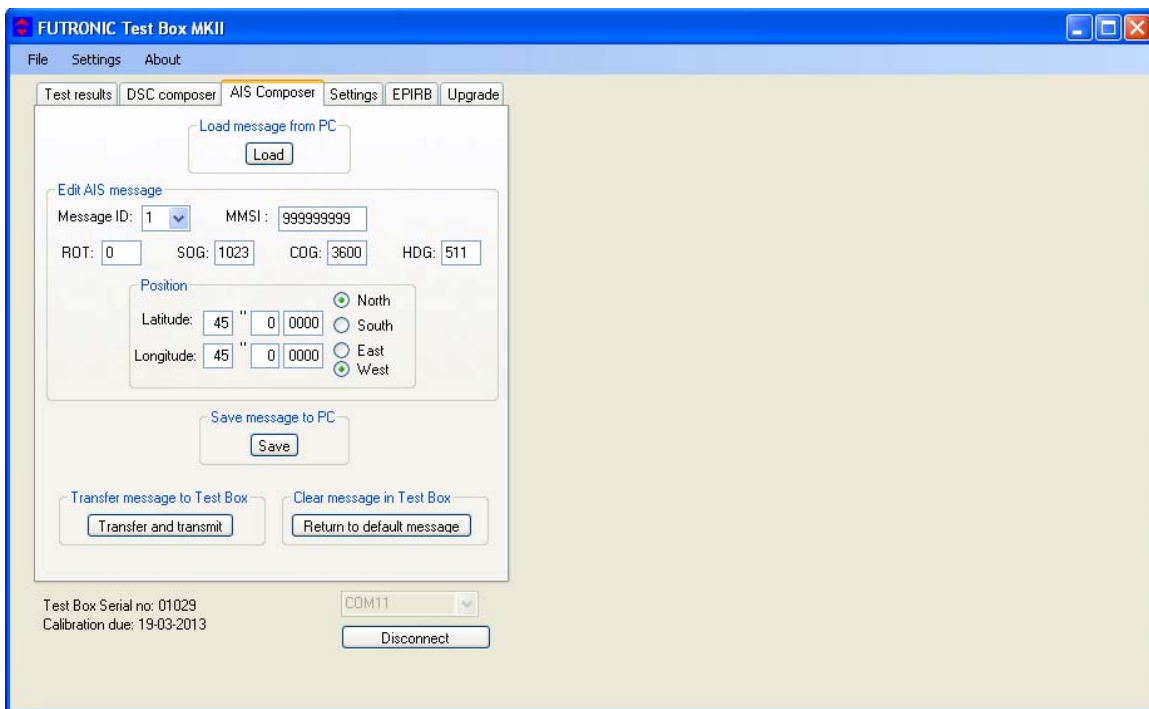 FUTRONIC Test Box MKII
File Settings About
Test results DSC composer AIS Composer Settings EPIRB Upgrade
Load message from PC
Load
Edit AIS message
Message ID: 1 MMSI : 999999999
ROT: 0 SOG: 1023 COG: 3600 HDG: 511
Position
North
Latitude: 45 " 0 0000
South
Longitude: 45 " 0 0000
East
West
Save message to PC
Save
Transfer message to Test Box Clear message in Test Box
Transfer and transmit Return to default message
Test Box Serial no: 01029 COM11
Calibration due: 19-03-2013
Disconnect